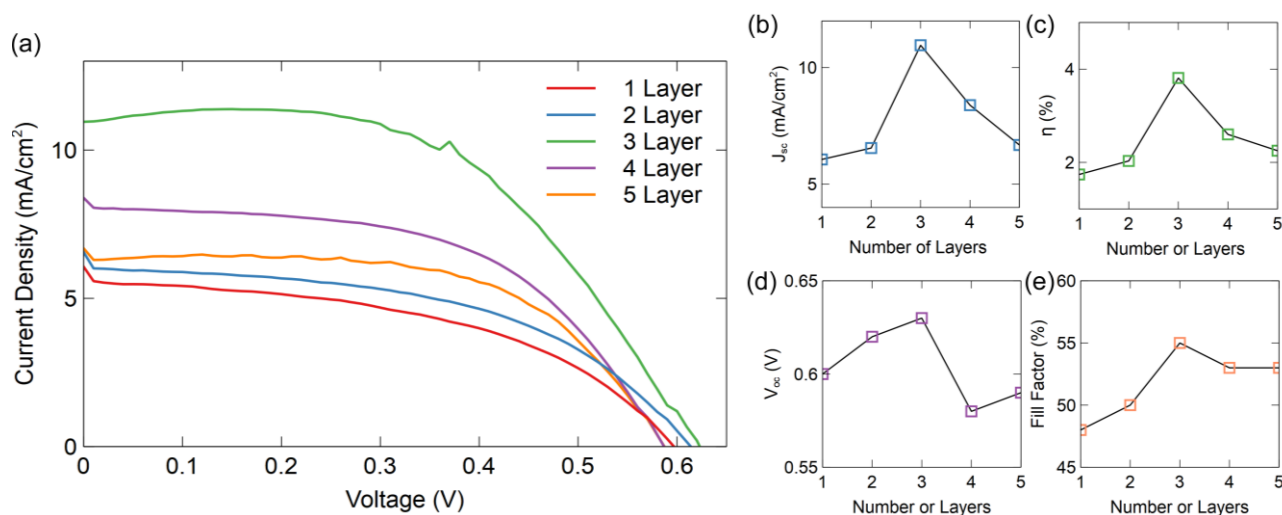 (a)
Current Density (mA/cm²)
10
5
0
0 0.1 0.2 0.3 0.4 0.5 0.6
Voltage (V)
1 Layer
2 Layer
3 Layer
4 Layer
5 Layer
(b)
J_sc (mA/cm²)
10
5
1 2 3 4 5
Number of Layers
(c)
η (%)
4
2
1 2 3 4 5
Number or Layers
(d)
V_oc (V)
0.65
0.6
0.55
1 2 3 4 5
Number or Layers
(e)
Fill Factor (%)
60
55
50
45
1 2 3 4 5
Number or Layers